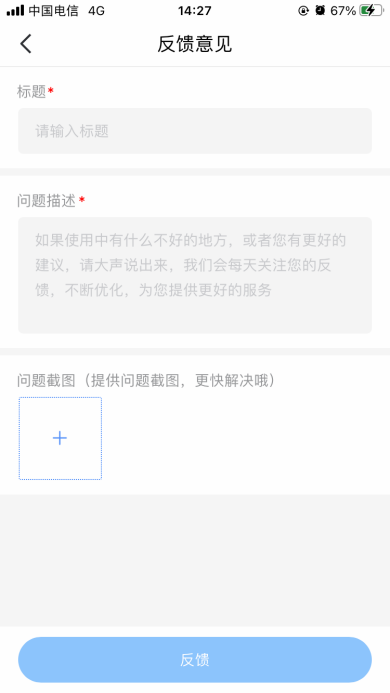 中国电信 4G 14:27 67%
反馈意见
标题*
请输入标题
问题描述*
如果使用中有什么不好的地方，或者您有更好的
建议，请大声说出来，我们会每天关注您的反
馈，不断优化，为您提供更好的服务
问题截图（提供问题截图，更快解决哦）
+
反馈